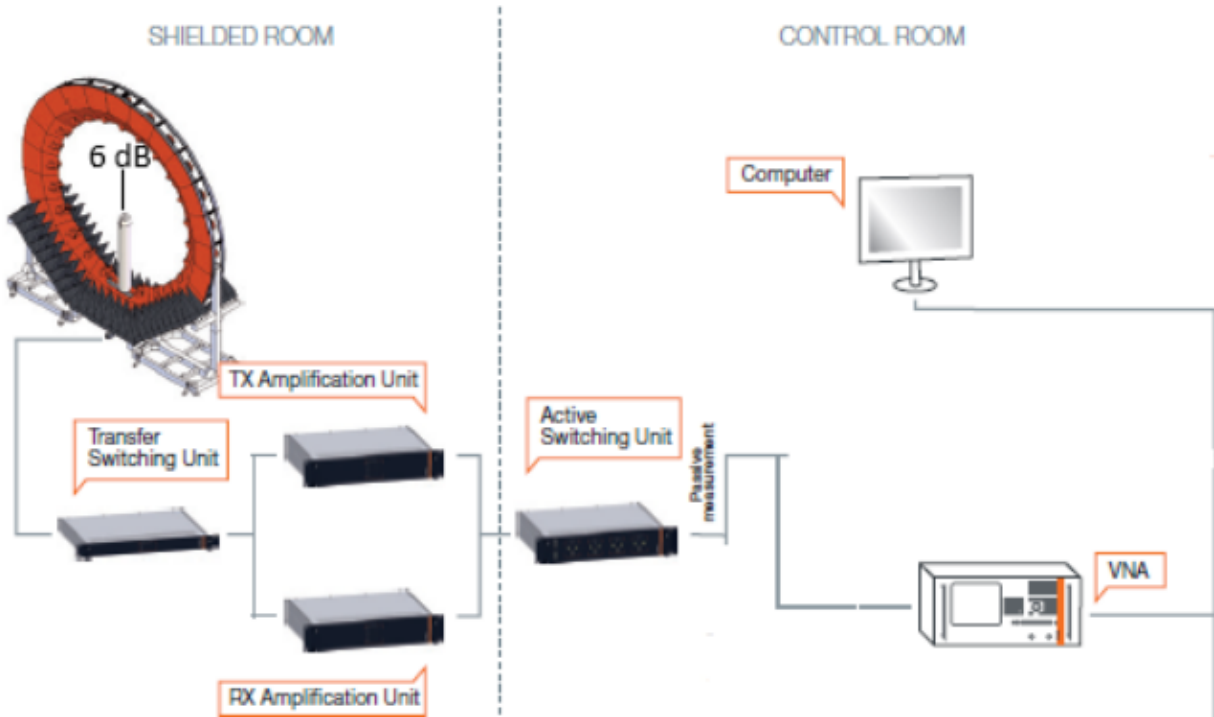 SHIELDED ROOM
CONTROL ROOM
6 dB
Computer
TX Amplification Unit
Transfer
Switching Unit
Active
Switching Unit
Passive
measurement
VNA
RX Amplification Unit